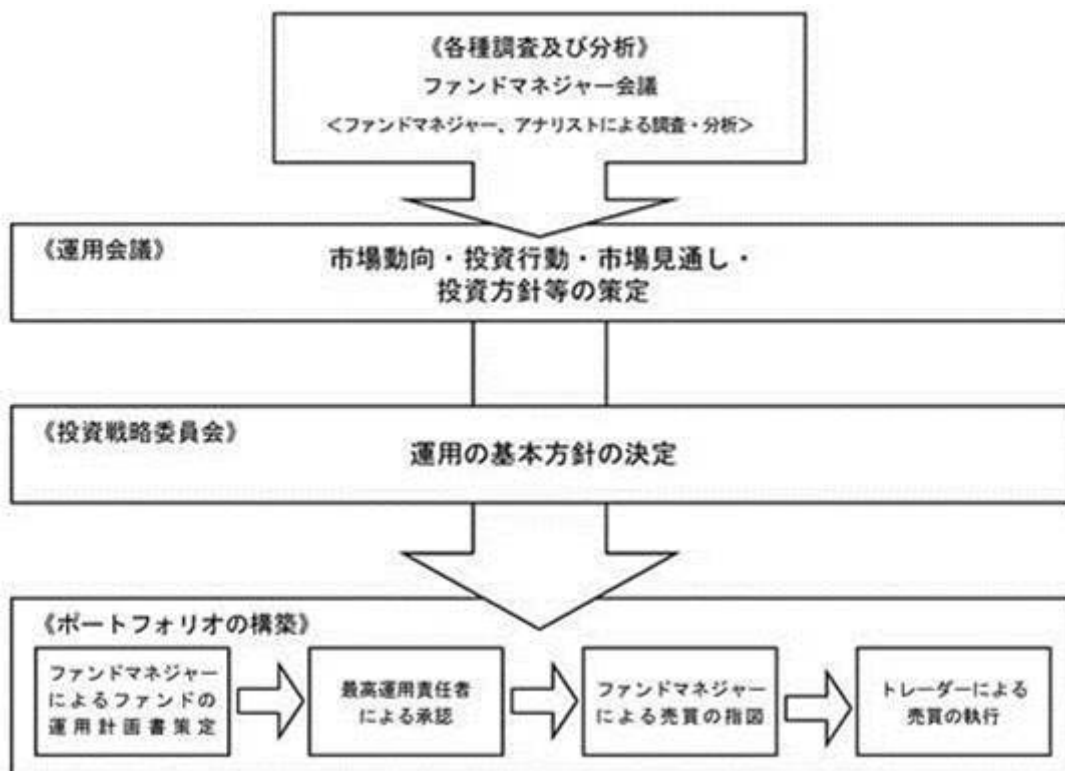 《各種調査及び分析》
ファンドマネジャー会議
<ファンドマネジャー、アナリストによる調査・分析>
《運用会議》
市場動向・投資行動・市場見通し・
投資方針等の策定
《投資戦略委員会》
運用の基本方針の決定
《ポートフォリオの構築》
ファンドマネジャー
によるファンドの
運用計画書策定
最高運用責任者
による承認
ファンドマネジャー
による売買の指図
トレーダーによる
売買の執行